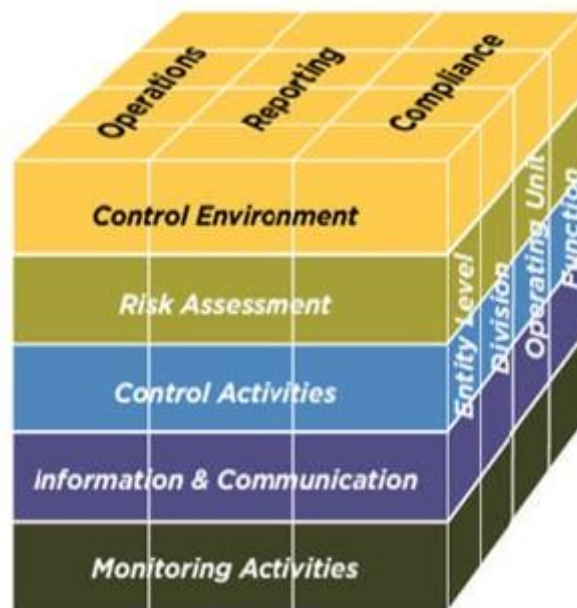 Operations
Reporting
Compliance
Control Environment
Risk Assessment
Control Activities
Information & Communication
Monitoring Activities
Entity Level
Division
Operating Unit
Function